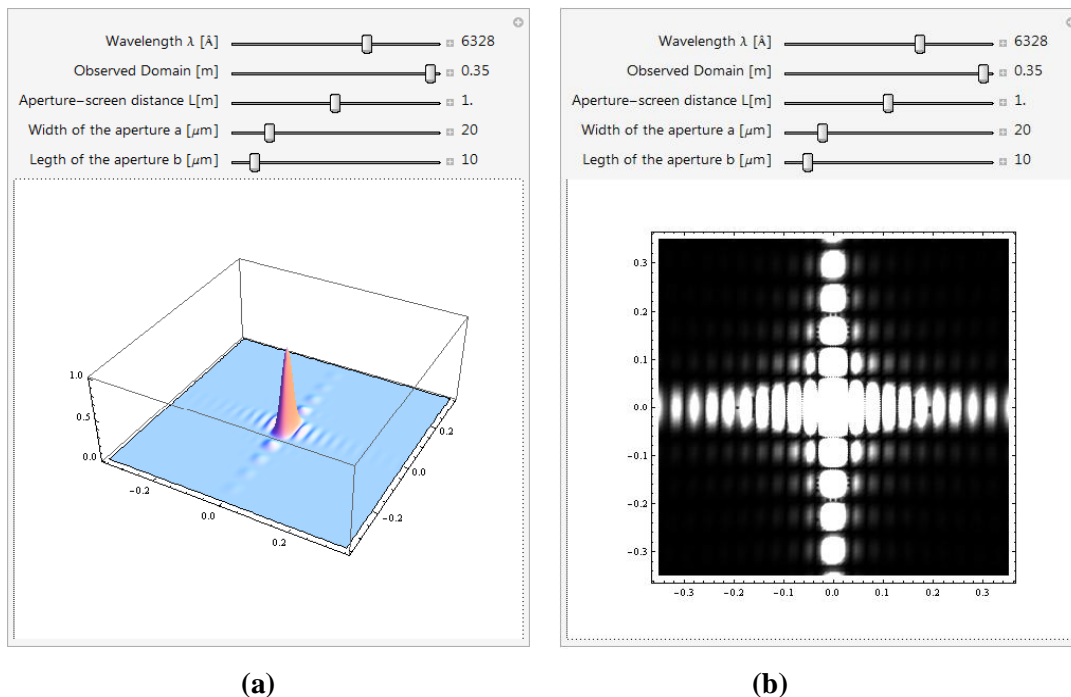 Wavelength λ [Å] 6328
Observed Domain [m] 0.35
Aperture-screen distance L[m] 1.
Width of the aperture a [μm] 20
Legth of the aperture b [μm] 10
1.0
0.5
0.0
-0.2
0.0
0.2
-0.2
0.0
0.2
(a)
Wavelength λ [Å] 6328
Observed Domain [m] 0.35
Aperture-screen distance L[m] 1.
Width of the aperture a [μm] 20
Legth of the aperture b [μm] 10
0.3
0.2
0.1
0.0
-0.1
-0.2
-0.3
-0.3 -0.2 -0.1 0.0 0.1 0.2 0.3
(b)